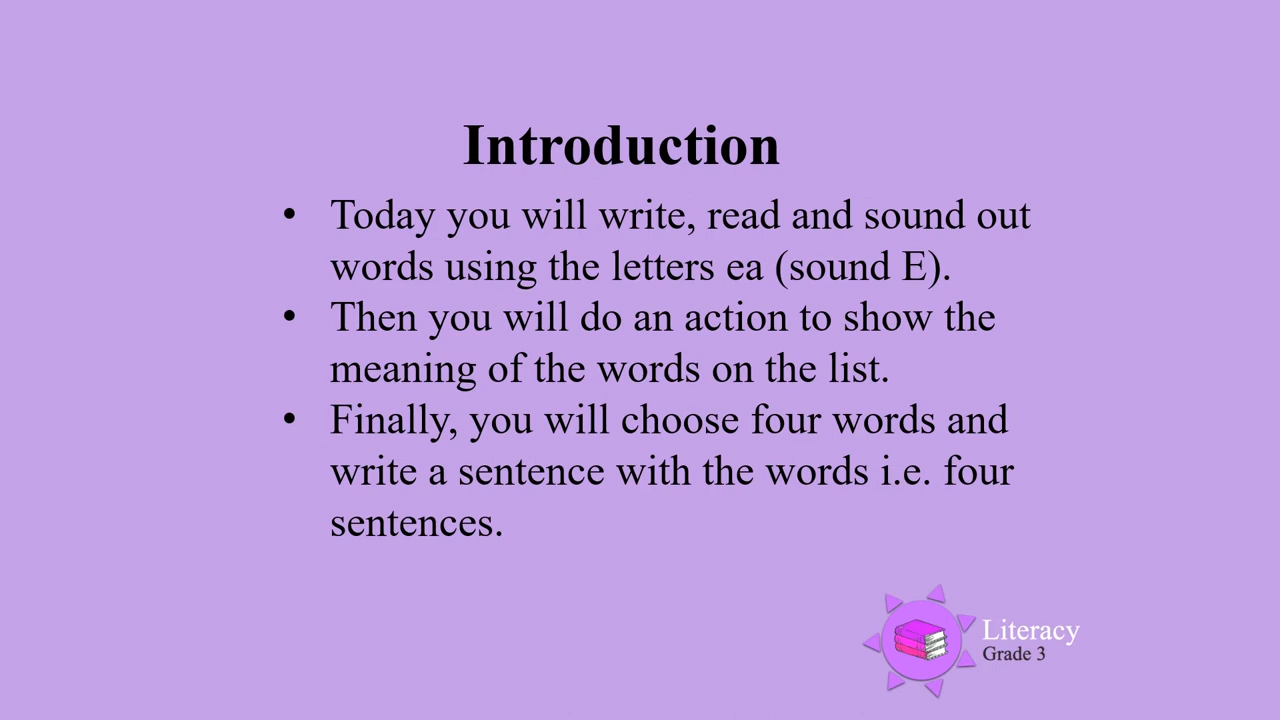 Introduction
• Today you will write, read and sound out
words using the letters ea (sound E).
• Then you will do an action to show the
meaning of the words on the list.
• Finally, you will choose four words and
write a sentence with the words i.e. four
sentences.
Literacy
Grade 3